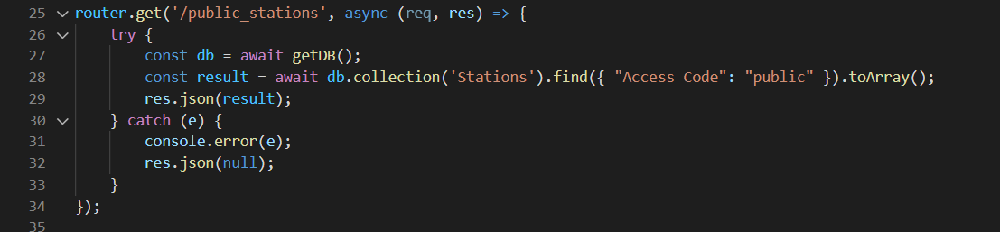 25 router.get('/public_stations', async (req, res) => {
26 try {
27 const db = await getDB();
28 const result = await db.collection('Stations').find({ "Access Code": "public" }).toArray();
29 res.json(result);
30 } catch (e) {
31 console.error(e);
32 res.json(null);
33 }
34 });
35